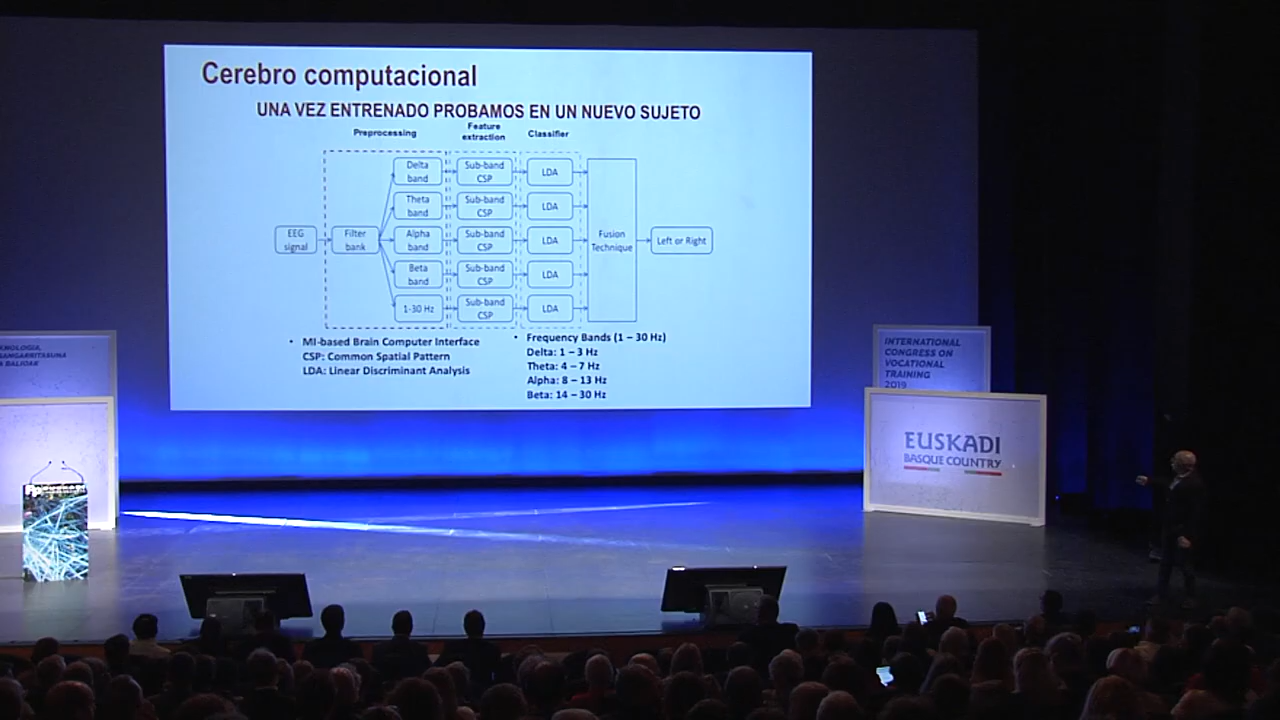 Cerebro computacional
UNA VEZ ENTRENADO PROBAMOS EN UN NUEVO SUJETO
Preprocessing
Feature
extraction
Classifier
EEG
signal
Filter
bank
Delta
band
Sub-band
CSP
LDA
Theta
band
Sub-band
CSP
LDA
Alpha
band
Sub-band
CSP
LDA
Beta
band
Sub-band
CSP
LDA
1-30 Hz
Sub-band
CSP
LDA
Fusion
Technique
Left or Right
• MI-based Brain Computer Interface
CSP: Common Spatial Pattern
LDA: Linear Discriminant Analysis
• Frequency Bands (1 – 30 Hz)
Delta: 1 – 3 Hz
Theta: 4 – 7 Hz
Alpha: 8 – 13 Hz
Beta: 14 – 30 Hz
INTERNATIONAL
CONGRESS ON
VOCATIONAL
TRAINING
2019
EUSKADI
BASQUE COUNTRY